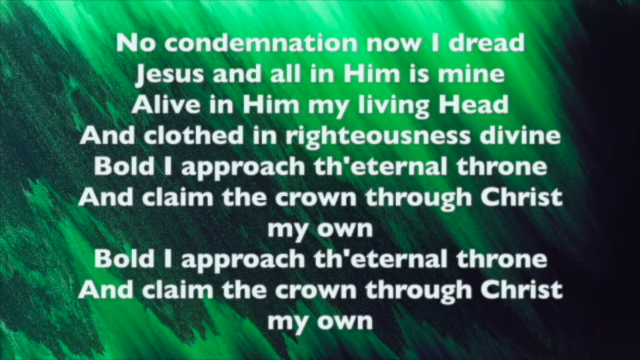 No condemnation now I dread
Jesus and all in Him is mine
Alive in Him my living Head
And clothed in righteousness divine
Bold I approach th'eternal throne
And claim the crown through Christ
my own
Bold I approach th'eternal throne
And claim the crown through Christ
my own